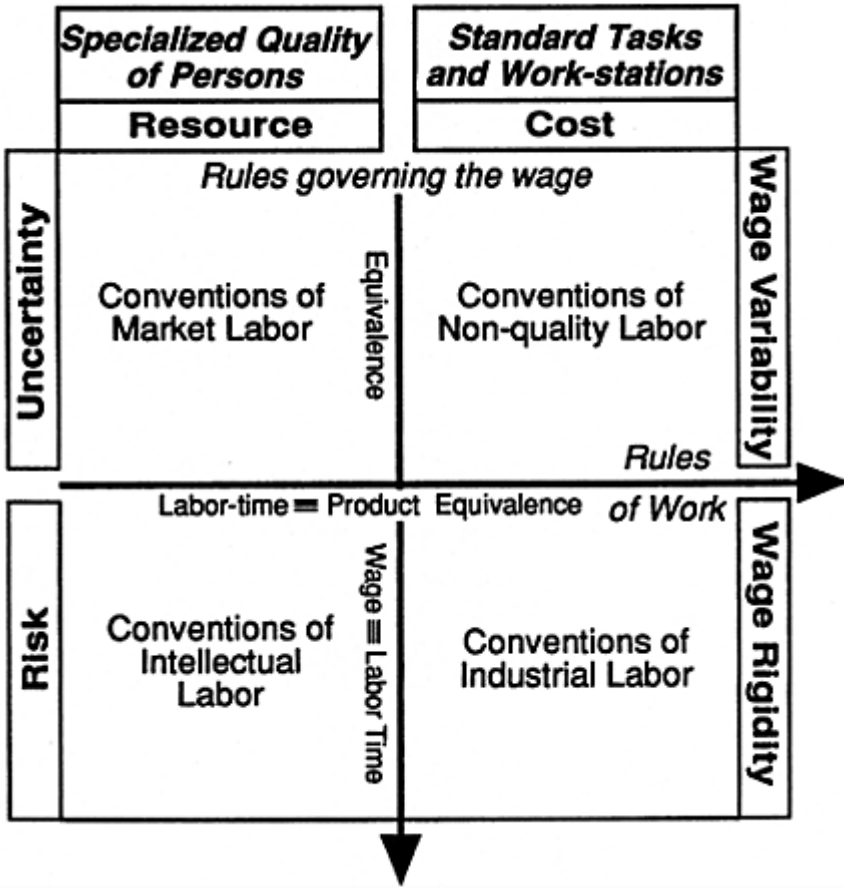 Specialized Quality
of Persons
Standard Tasks
and Work-stations
Resource
Cost
Rules governing the wage
Uncertainty
Wage Variability
Equivalence
Conventions of
Market Labor
Conventions of
Non-quality Labor
Rules
Labor-time ≡ Product Equivalence
of Work
Risk
Wage Rigidity
Wage ≡ Labor Time
Conventions of
Intellectual
Labor
Conventions of
Industrial Labor